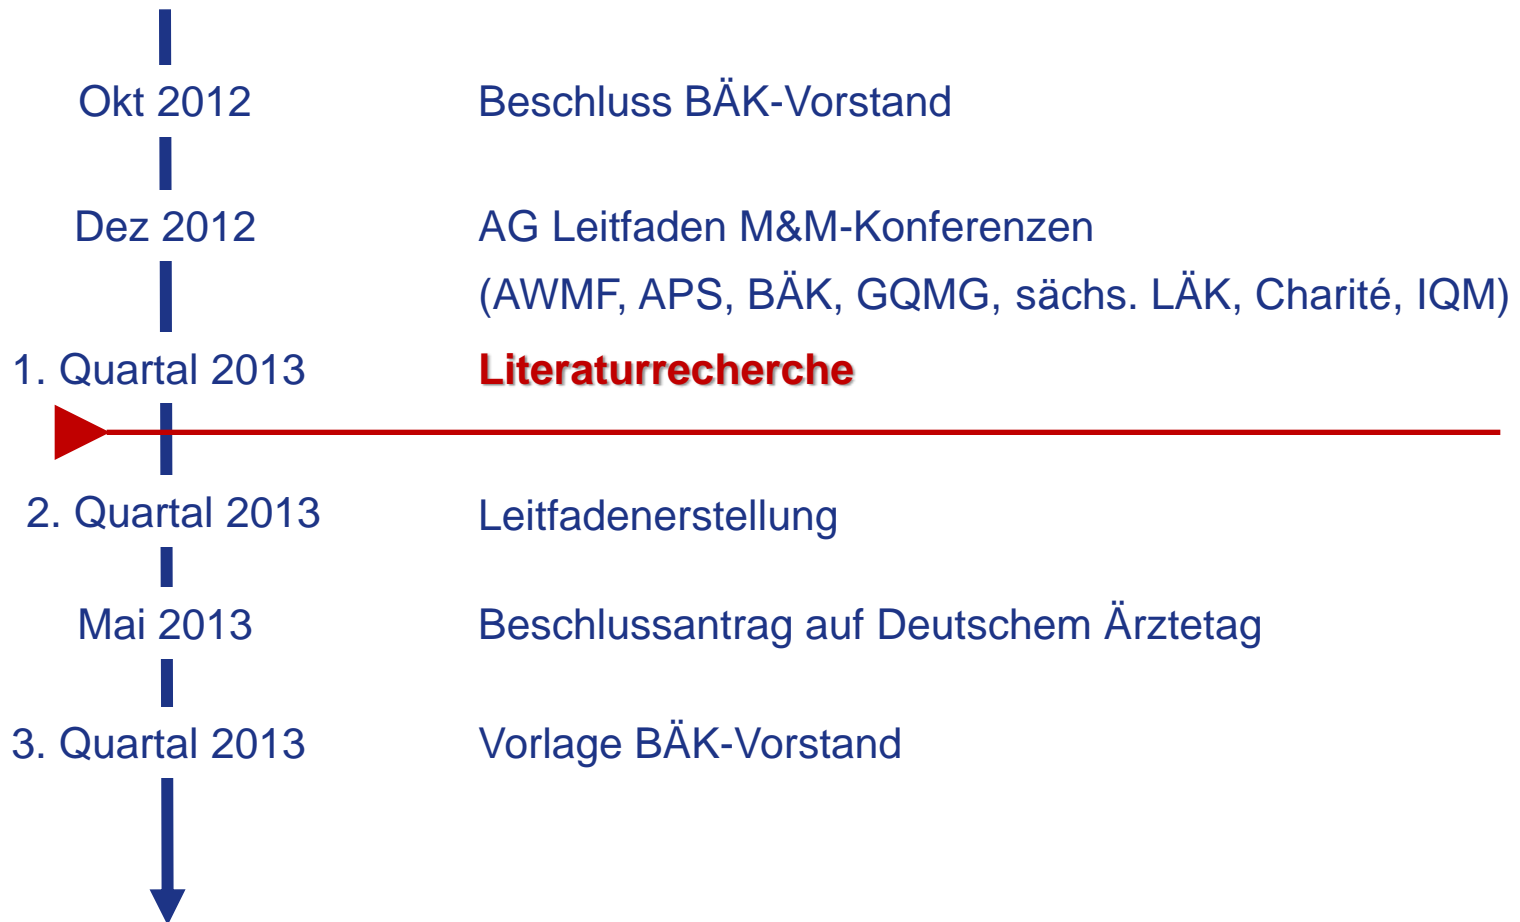 Okt 2012 Beschluss BÄK-Vorstand
Dez 2012 AG Leitfaden M&M-Konferenzen
(AWMF, APS, BÄK, GQMG, sächs. LÄK, Charité, IQM)
1. Quartal 2013 Literaturrecherche
2. Quartal 2013 Leitfadenerstellung
Mai 2013 Beschlussantrag auf Deutschem Ärztetag
3. Quartal 2013 Vorlage BÄK-Vorstand